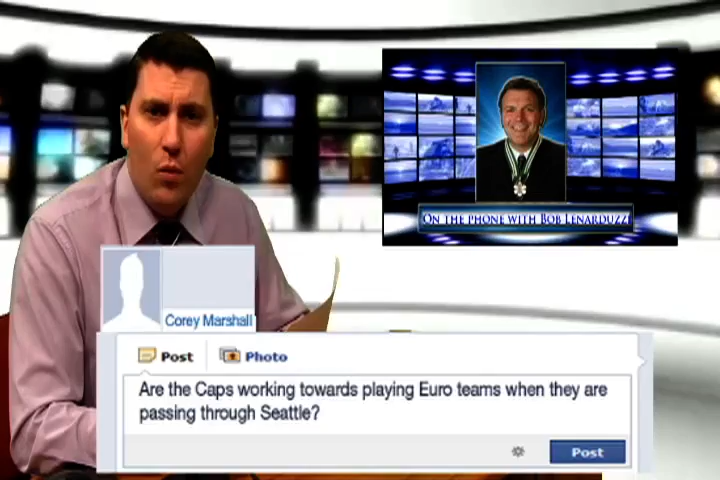 ON THE PHONE WITH BOB LENARDUZZI
Corey Marshall
Post Photo
Are the Caps working towards playing Euro teams when they are
passing through Seattle?
Post